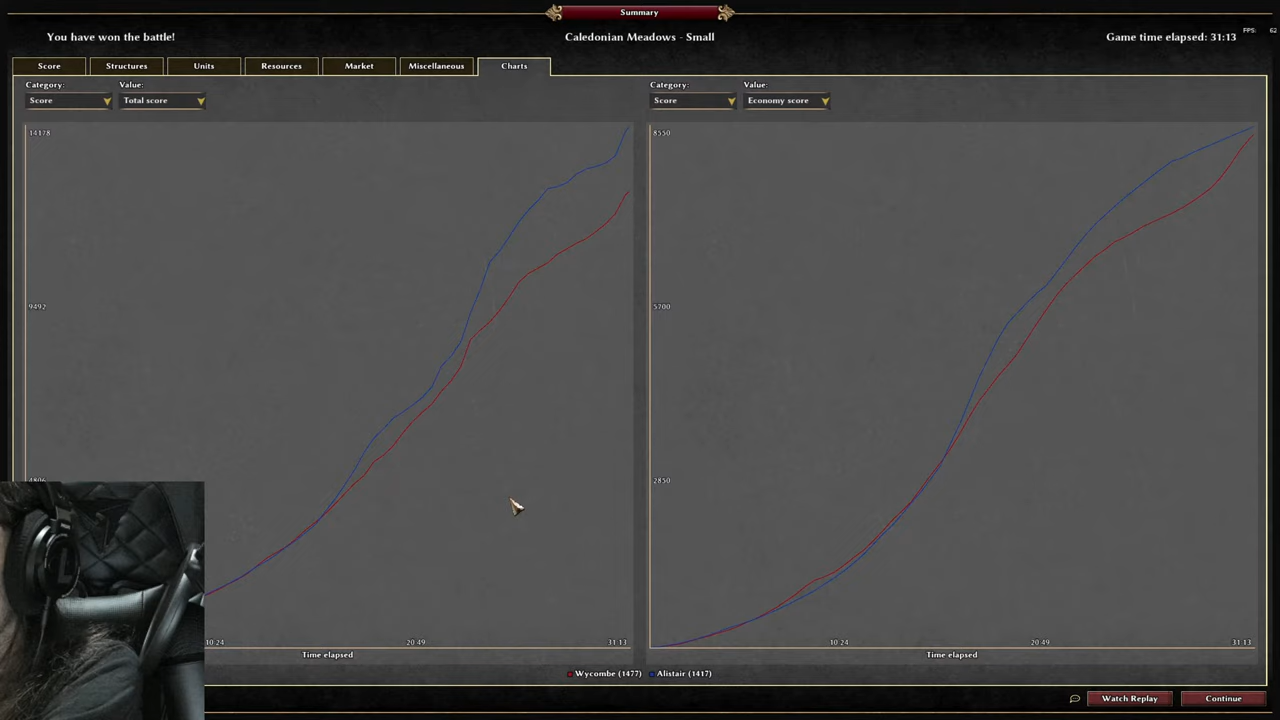 Summary
You have won the battle!
Caledonian Meadows - Small
Game time elapsed: 31:13
FPS: 62
Score
Structures
Units
Resources
Market
Miscellaneous
Charts
Category:
Value:
Category:
Value:
Score
Total score
Score
Economy score
14178
8550
9492
5700
2850
10:24
20:49
31:13
10:24
20:49
31:13
Time elapsed
Time elapsed
Wycombe (1477)
Alistair (1417)
Watch Replay
Continue